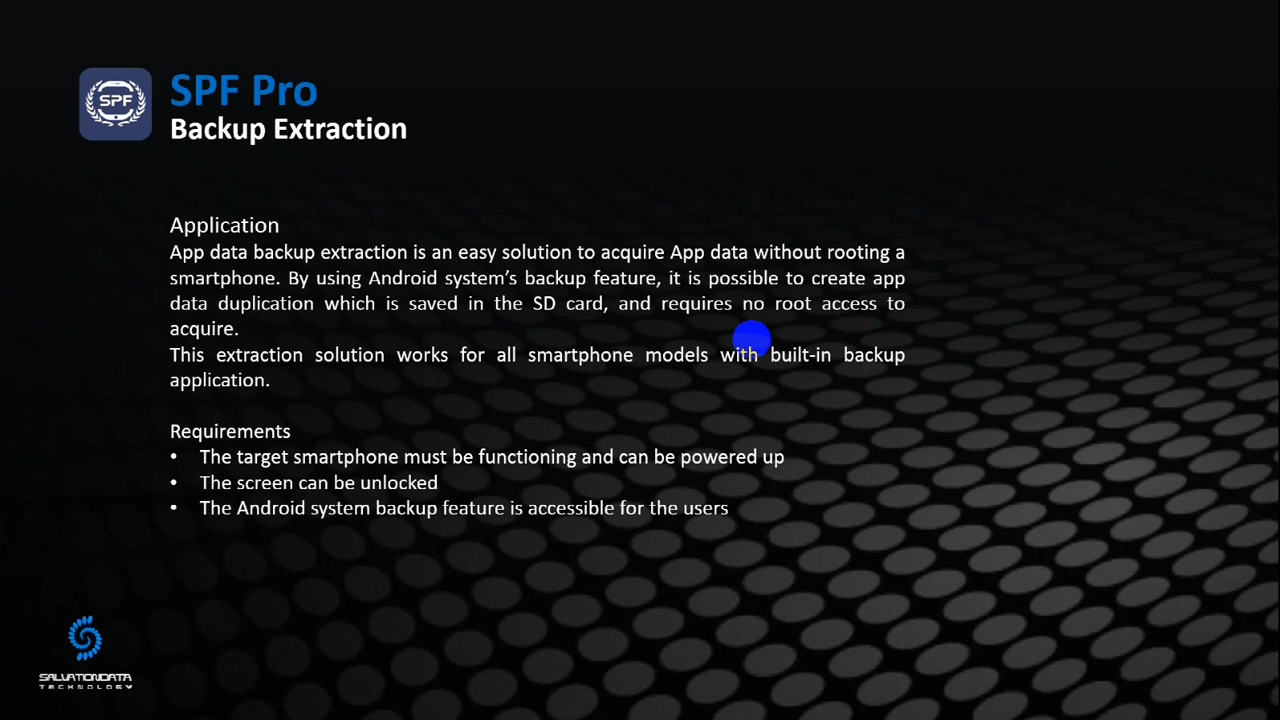 SPF
SPF Pro
Backup Extraction
Application
App data backup extraction is an easy solution to acquire App data without rooting a
smartphone. By using Android system's backup feature, it is possible to create app
data duplication which is saved in the SD card, and requires no root access to
acquire.
This extraction solution works for all smartphone models with built-in backup
application.
Requirements
• The target smartphone must be functioning and can be powered up
• The screen can be unlocked
• The Android system backup feature is accessible for the users
SALVATIONDATA
TECHNOLOGY